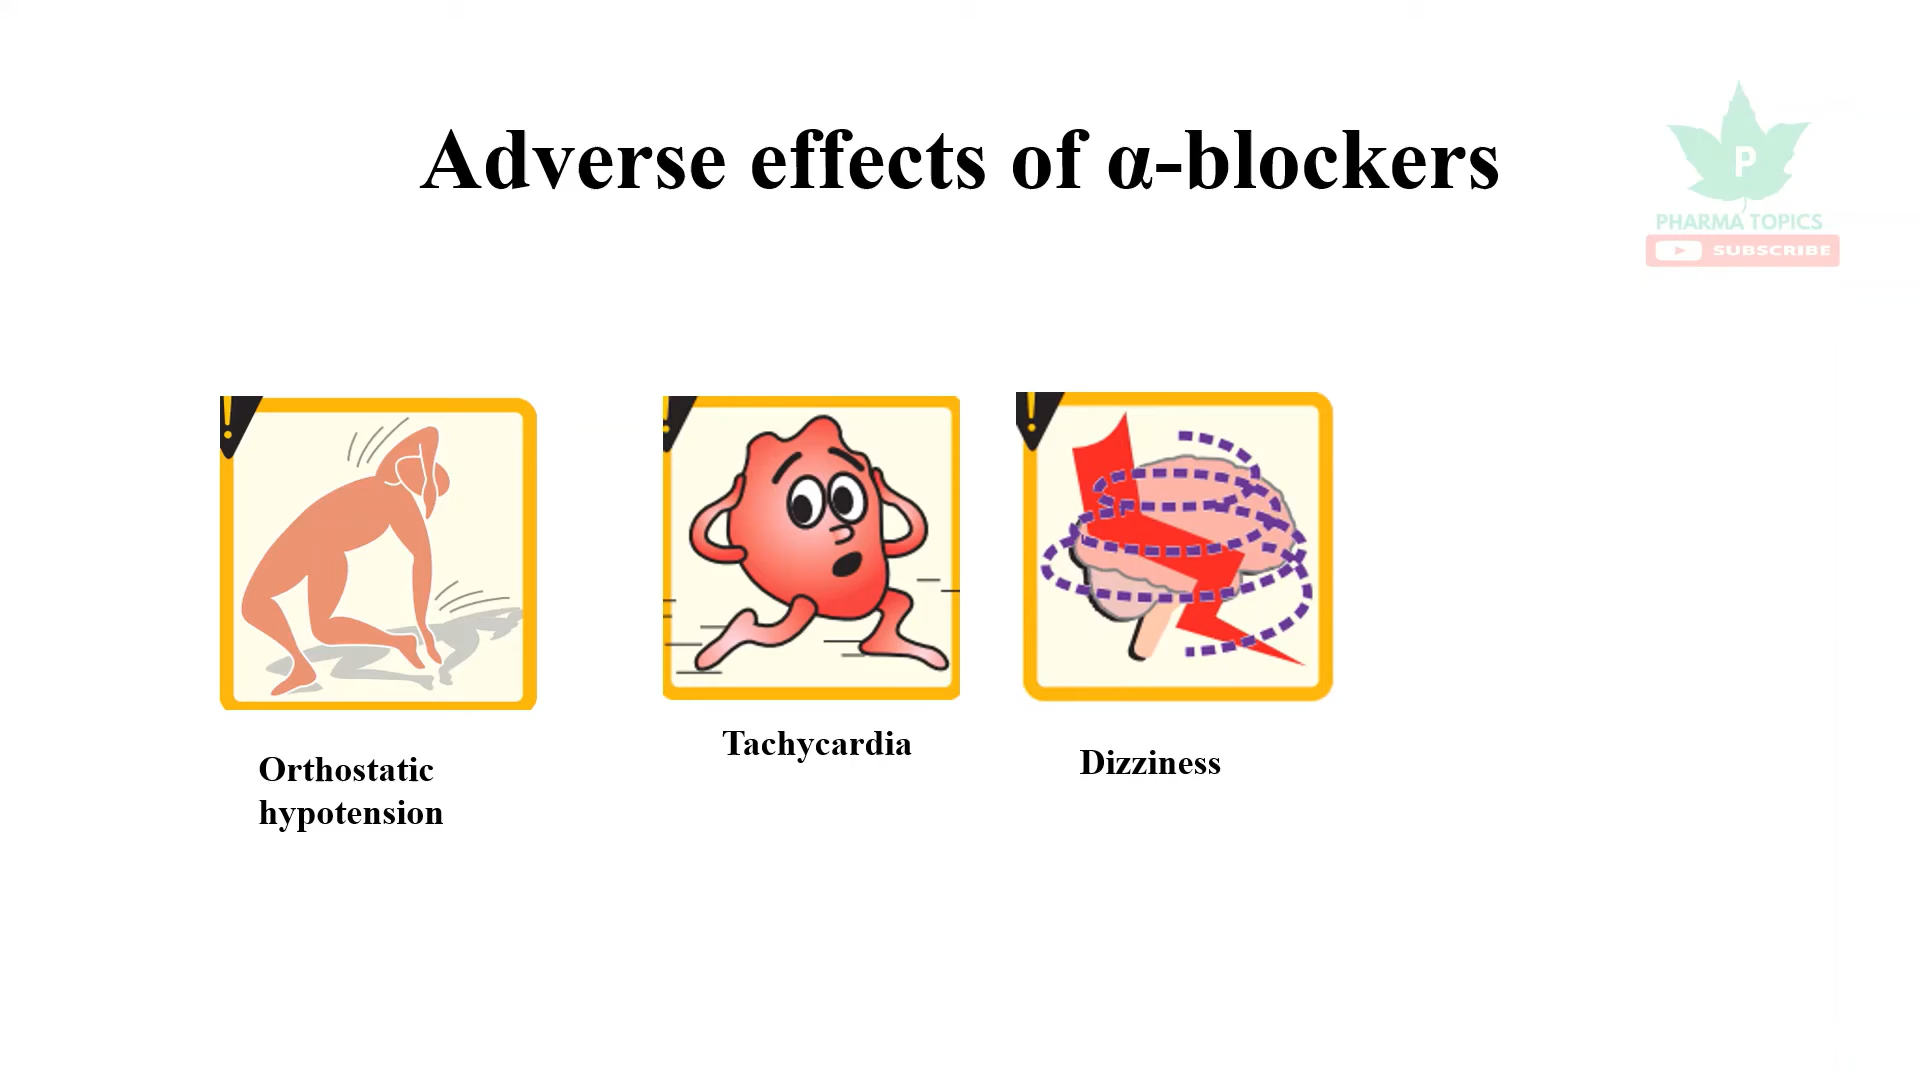 Adverse effects of α-blockers
P
PHARMA TOPICS
SUBSCRIBE
!
!
!
Orthostatic
hypotension
Tachycardia
Dizziness